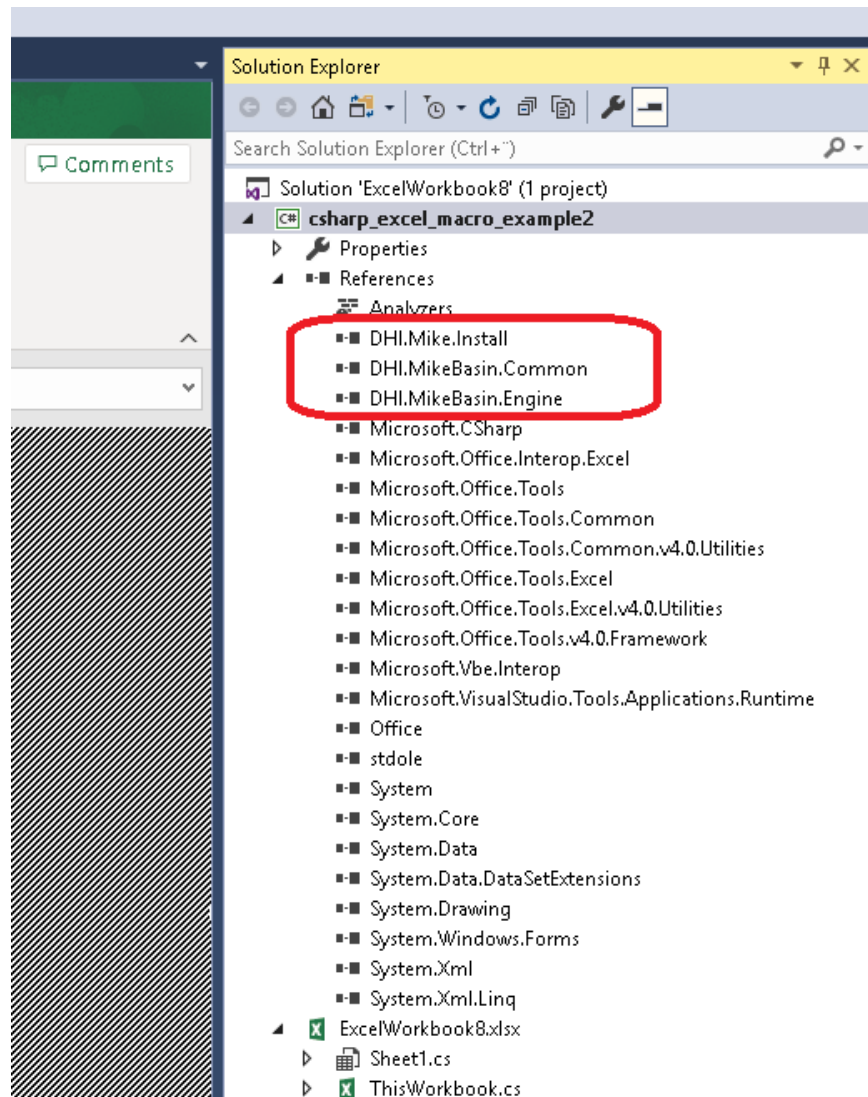 Solution Explorer
Comments
Search Solution Explorer (Ctrl+¨)
Solution 'ExcelWorkbook8' (1 project)
C# csharp_excel_macro_example2
Properties
References
Analyzers
DHI.Mike.Install
DHI.MikeBasin.Common
DHI.MikeBasin.Engine
Microsoft.CSharp
Microsoft.Office.Interop.Excel
Microsoft.Office.Tools
Microsoft.Office.Tools.Common
Microsoft.Office.Tools.Common.v4.0.Utilities
Microsoft.Office.Tools.Excel
Microsoft.Office.Tools.Excel.v4.0.Utilities
Microsoft.Office.Tools.v4.0.Framework
Microsoft.Vbe.Interop
Microsoft.VisualStudio.Tools.Applications.Runtime
Office
stdole
System
System.Core
System.Data
System.Data.DataSetExtensions
System.Drawing
System.Windows.Forms
System.Xml
System.Xml.Linq
ExcelWorkbook8.xlsx
Sheet1.cs
ThisWorkbook.cs